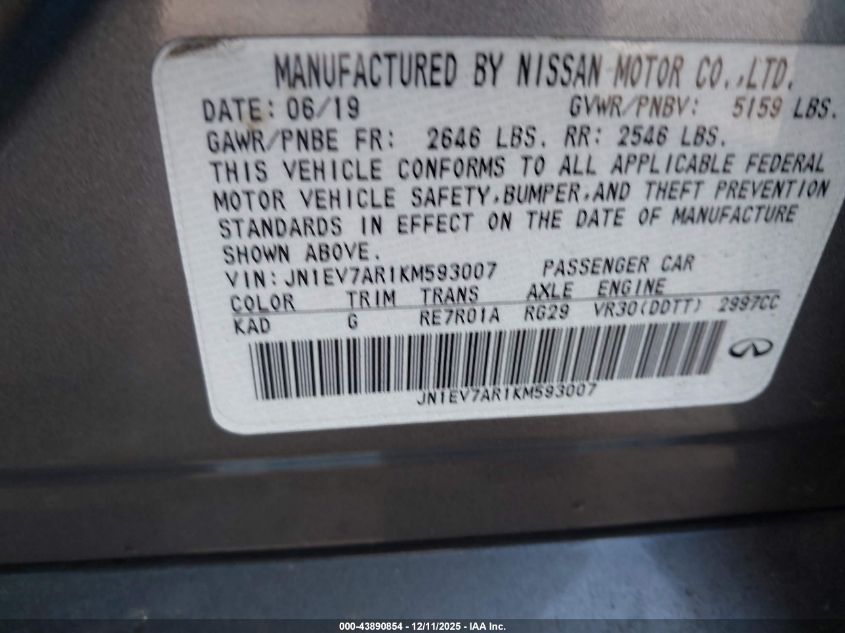 MANUFACTURED BY NISSAN MOTOR CO.,LTD.
DATE: 06/19 GVWR/PNBV: 5159 LBS.
GAWR/PNBE FR: 2646 LBS. RR: 2546 LBS.
THIS VEHICLE CONFORMS TO ALL APPLICABLE FEDERAL
MOTOR VEHICLE SAFETY,BUMPER,AND THEFT PREVENTION
STANDARDS IN EFFECT ON THE DATE OF MANUFACTURE
SHOWN ABOVE.
VIN: JN1EV7AR1KM593007 PASSENGER CAR
COLOR TRIM TRANS AXLE ENGINE
KAD G RE7R01A RG29 VR30(DDTT) 2997CC
JN1EV7AR1KM593007
000-43890854 - 12/11/2025 - IAA Inc.